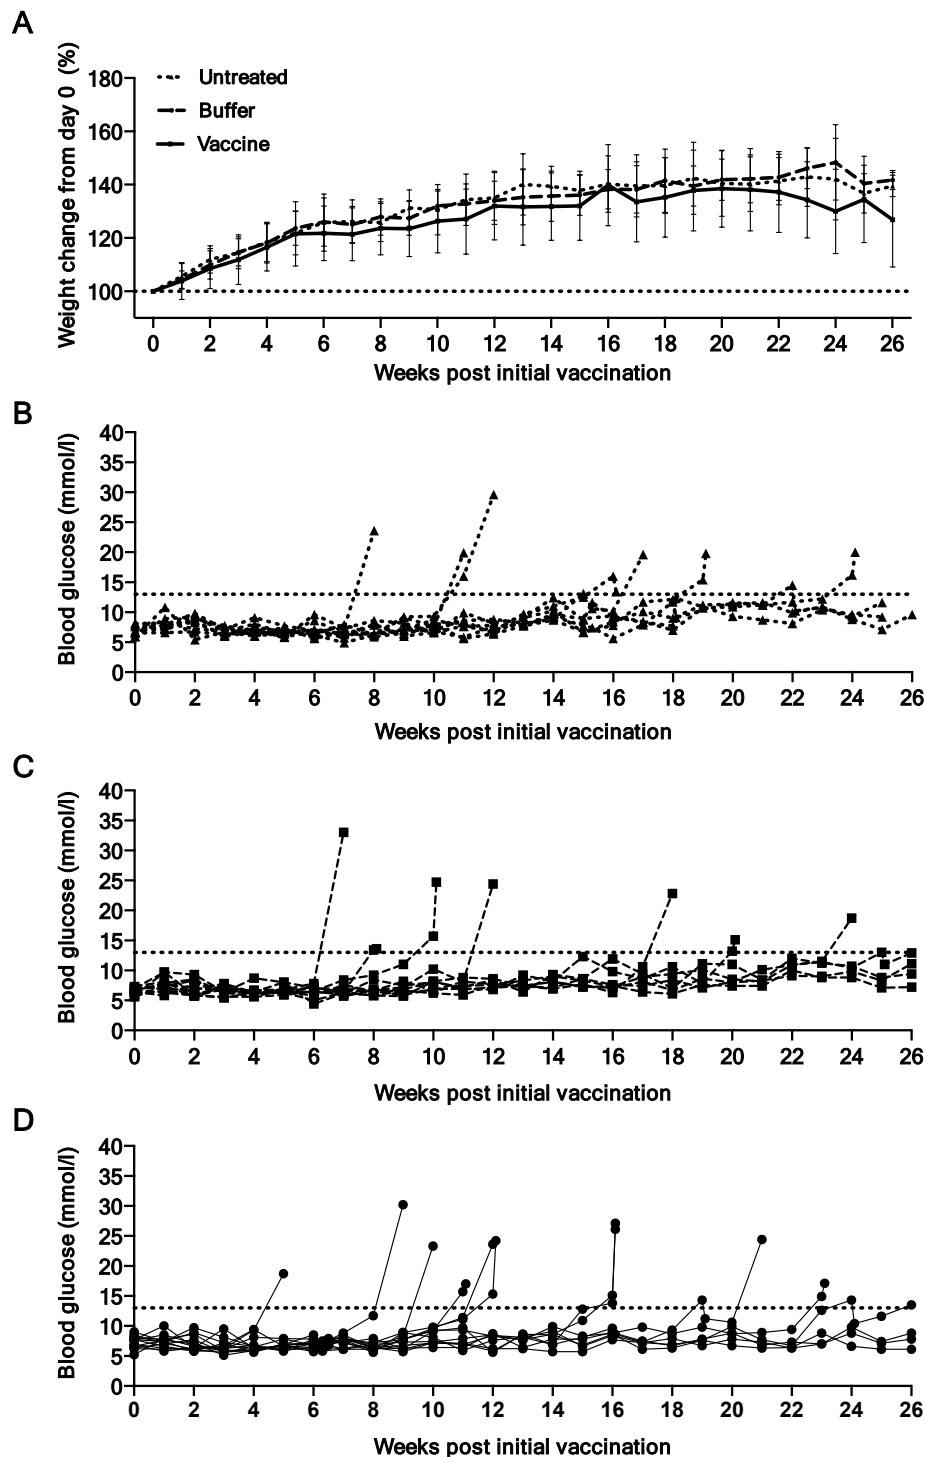 A
Weight change from day 0 (%)
180
160
140
120
100
Untreated
Buffer
Vaccine
0 2 4 6 8 10 12 14 16 18 20 22 24 26
Weeks post initial vaccination
B
Blood glucose (mmol/l)
40
35
30
25
20
15
10
5
0
0 2 4 6 8 10 12 14 16 18 20 22 24 26
Weeks post initial vaccination
C
Blood glucose (mmol/l)
40
35
30
25
20
15
10
5
0
0 2 4 6 8 10 12 14 16 18 20 22 24 26
Weeks post initial vaccination
D
Blood glucose (mmol/l)
40
35
30
25
20
15
10
5
0
0 2 4 6 8 10 12 14 16 18 20 22 24 26
Weeks post initial vaccination